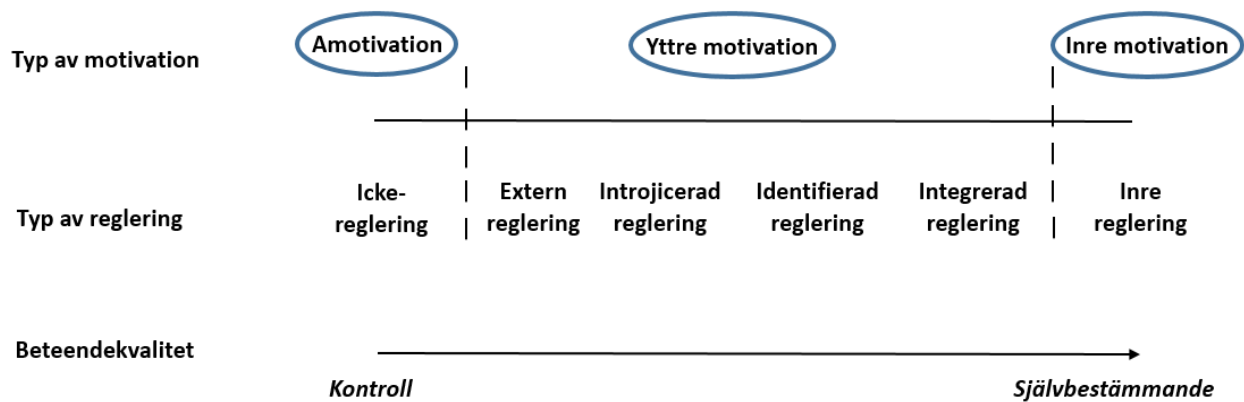 Typ av motivation
Amotivation
Yttre motivation
Inre motivation
Typ av reglering
Icke-
reglering
Extern
reglering
Introjicerad
reglering
Identifierad
reglering
Integrerad
reglering
Inre
reglering
Beteendekvalitet
Kontroll
Självbestämmande